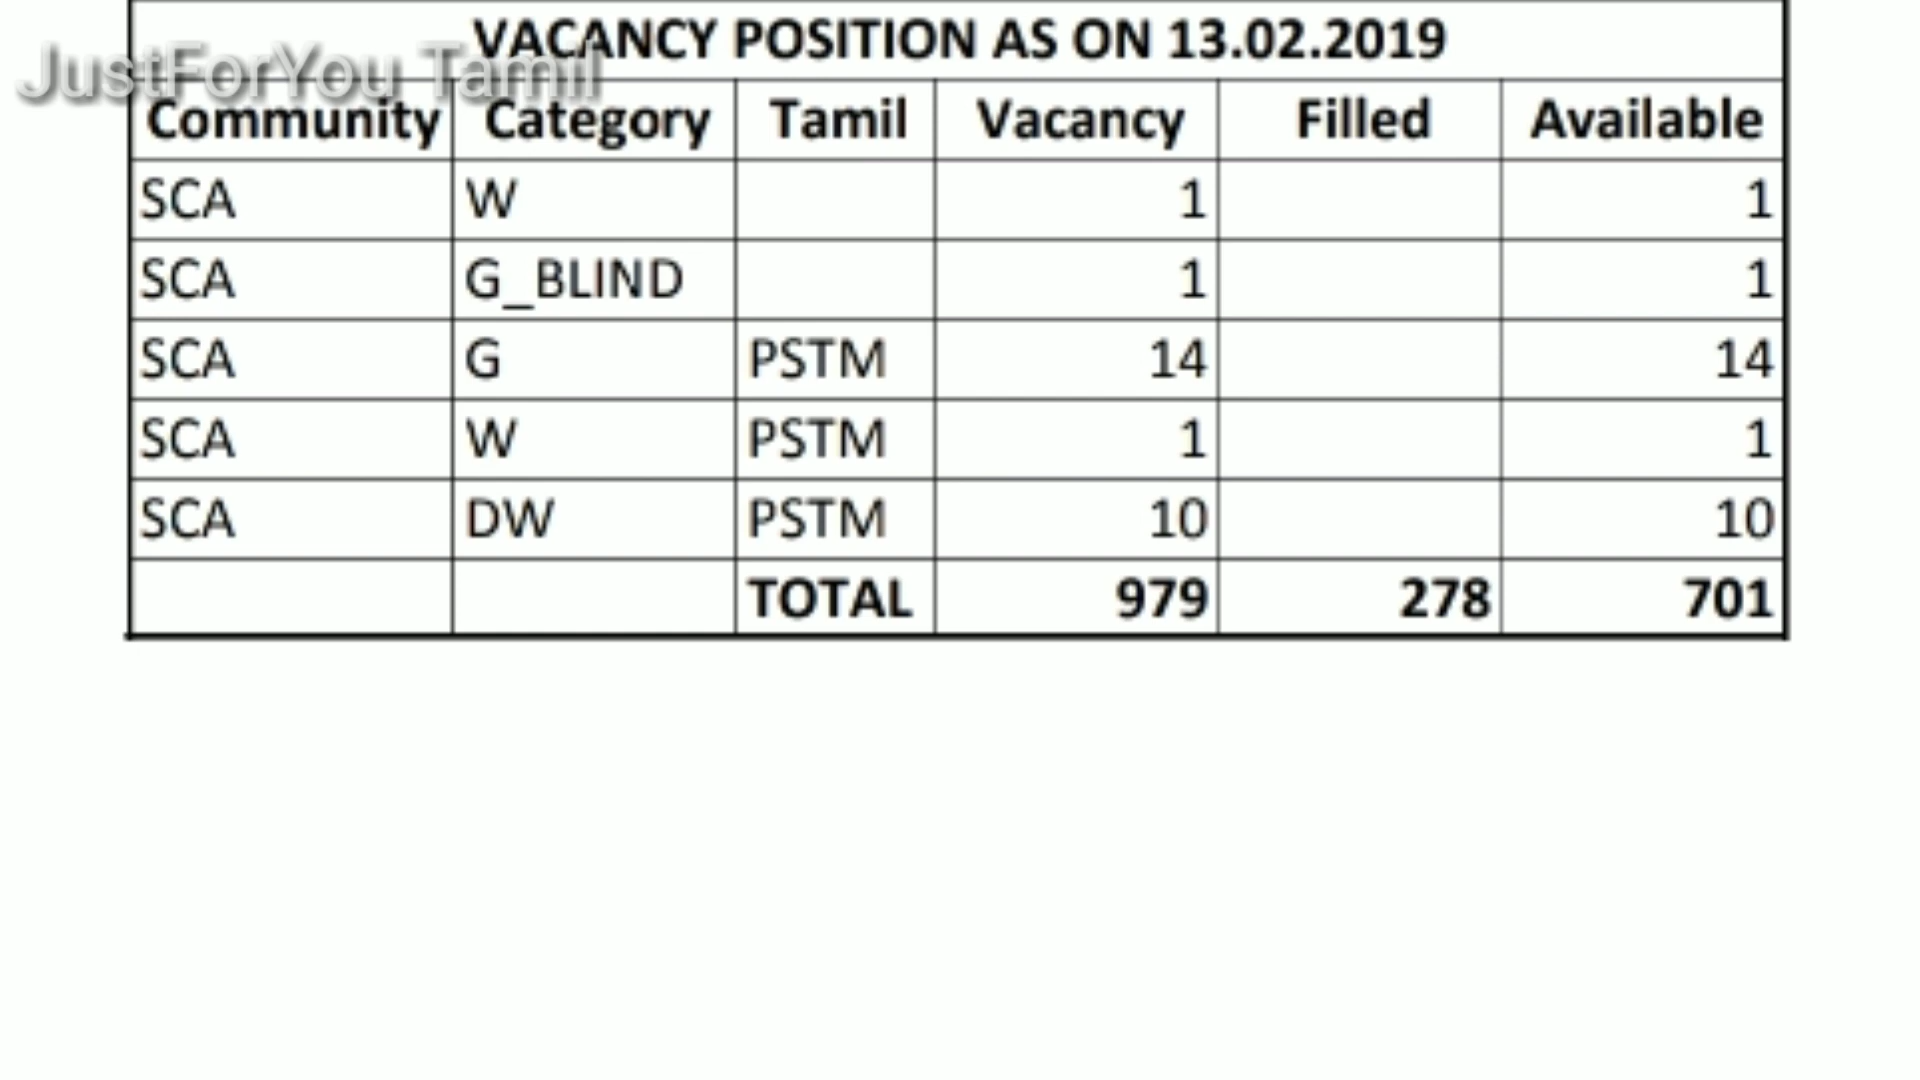 VACANCY POSITION AS ON 13.02.2019
JustForYou Tamil
Community Category Tamil Vacancy Filled Available
SCA W 1 1
SCA G_BLIND 1 1
SCA G PSTM 14 14
SCA W PSTM 1 1
SCA DW PSTM 10 10
TOTAL 979 278 701